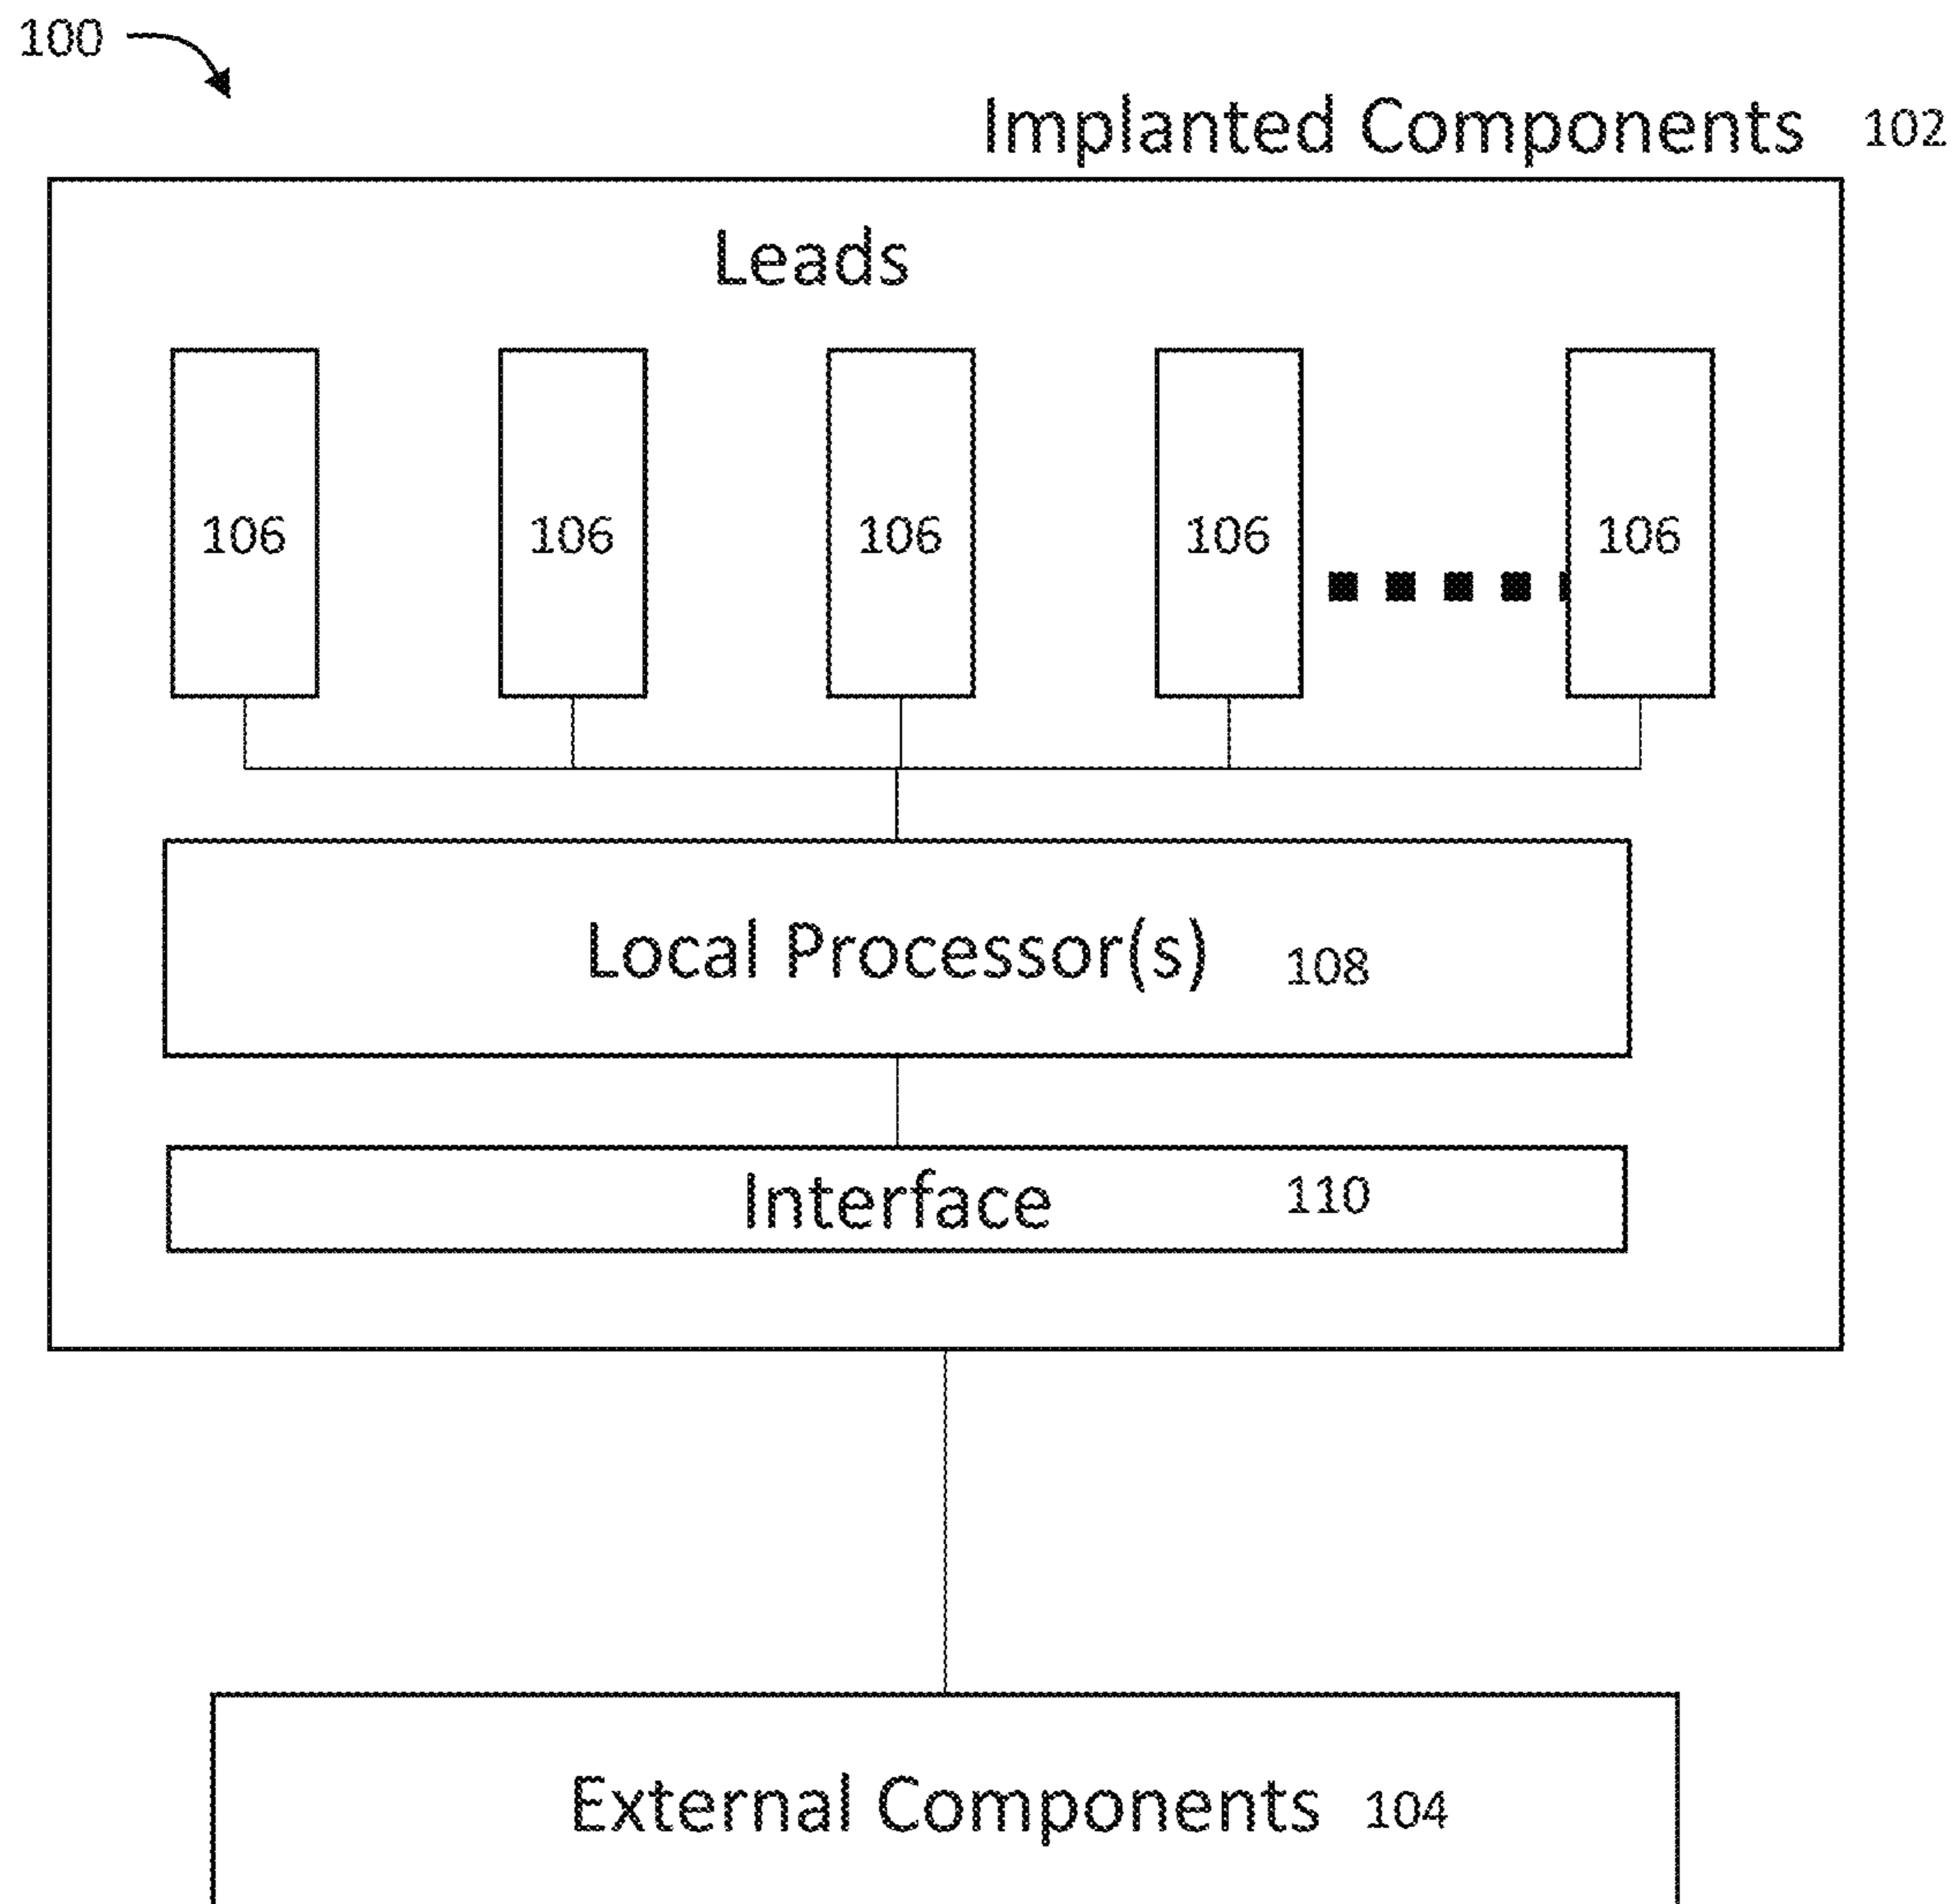 100
Implanted Components 102
Leads
106 106 106 106 106
Local Processor(s) 108
Interface 110
External Components 104